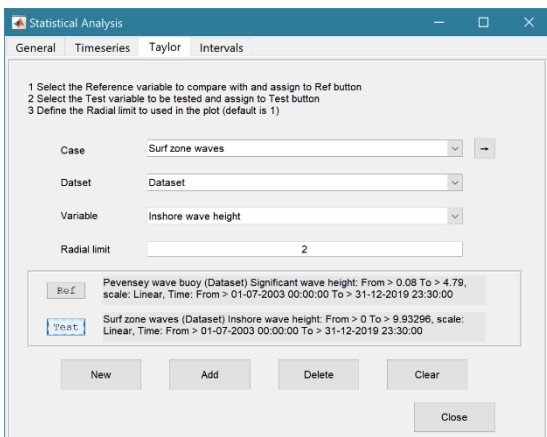 Statistical Analysis
General Timeseries Taylor Intervals
1 Select the Reference variable to compare with and assign to Ref button
2 Select the Test variable to be tested and assign to Test button
3 Define the Radial limit to used in the plot (default is 1)
Case Surf zone waves →
Datset Dataset
Variable Inshore wave height
Radial limit 2
Ref Pevensey wave buoy (Dataset) Significant wave height: From > 0.08 To > 4.79,
scale: Linear, Time: From > 01-07-2003 00:00:00 To > 31-12-2019 23:30:00
Test Surf zone waves (Dataset) Inshore wave height: From > 0 To > 9.93296, scale:
Linear, Time: From > 01-07-2003 00:00:00 To > 31-12-2019 23:30:00
New Add Delete Clear
Close